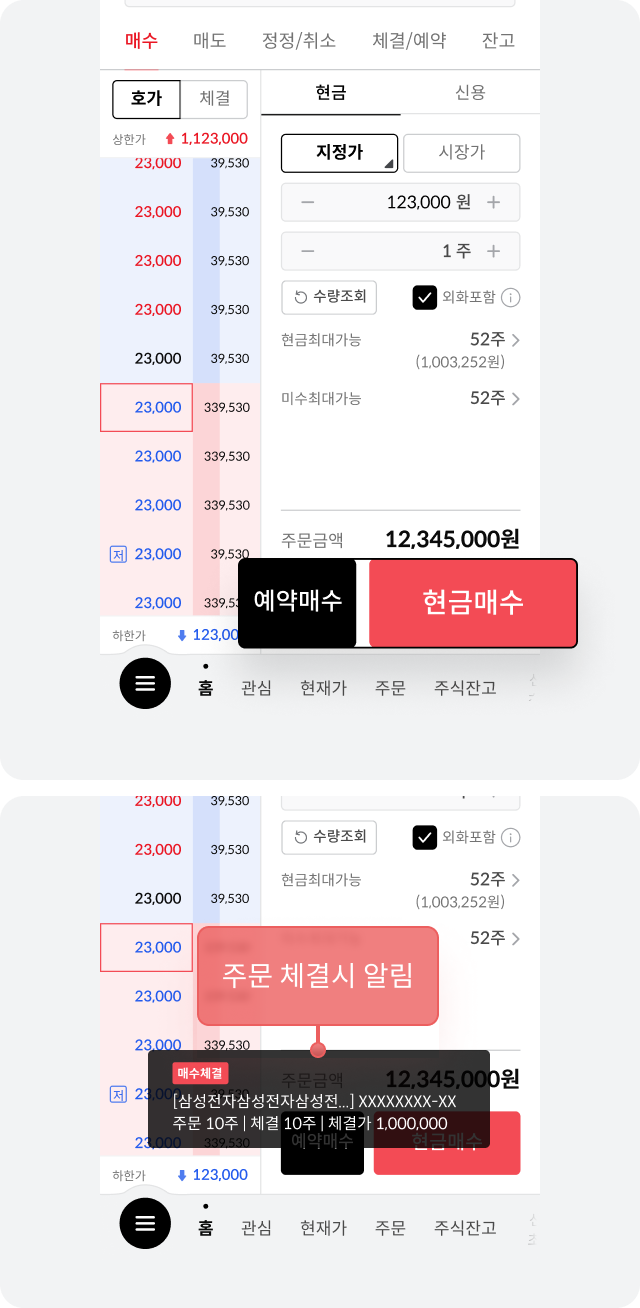 매수 매도 정정/취소 체결/예약 잔고
호가 체결 현금 신용
상한가 1,123,000
지정가 시장가
23,000 39,530
23,000 39,530
123,000 원
23,000 39,530
1 주
23,000 39,530
수량조회 외화포함
23,000 39,530
현금최대가능 52주
(1,003,252원)
23,000 339,530
미수최대가능 52주
23,000 339,530
23,000 339,530
주문금액 12,345,000원
저 23,000 39,530
23,000
예약매수 현금매수
하한가
홈 관심 현재가 주문 주식잔고
23,000 39,530
수량조회 외화포함
23,000 39,530
현금최대가능 52주
23,000 39,530
(1,003,252원)
23,000
52주
주문 체결시 알림
23,000
23,000 339,530
매수체결
주문금액 12,345,000원
저
[삼성전자삼성전자삼성전...] XXXXXXXX-XX
주문 10주 | 체결 10주 | 체결가 1,000,000
23,000
예약매수 현금매수
하한가 123,000
홈 관심 현재가 주문 주식잔고